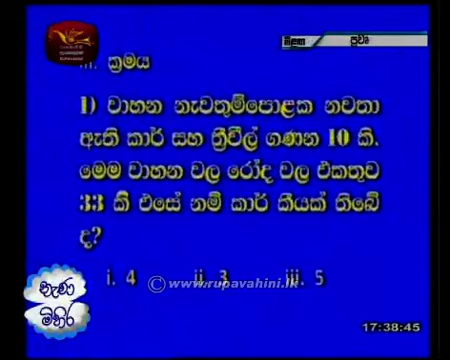 මිළඟ
පුවෘ
iii. ක්‍රමය
1) වාහන නැවතුම්පොළක නවතා
ඇති කාර් සහ ත්‍රීවීල් ගණන 10 කි.
මෙම වාහන වල රෝද වල එකතුව
33 කි එසේ නම් කාර් කීයක් තිබේ
ද?
i. 4 ii. 3 iii. 5
©www.rupavahini.lk
නැණ
මිහිර
17:38:45